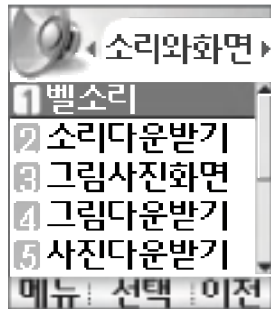 소리와화면
1 벨소리
2 소리다운받기
3 그림사진화면
4 그림다운받기
5 사진다운받기
메뉴 선택 이전